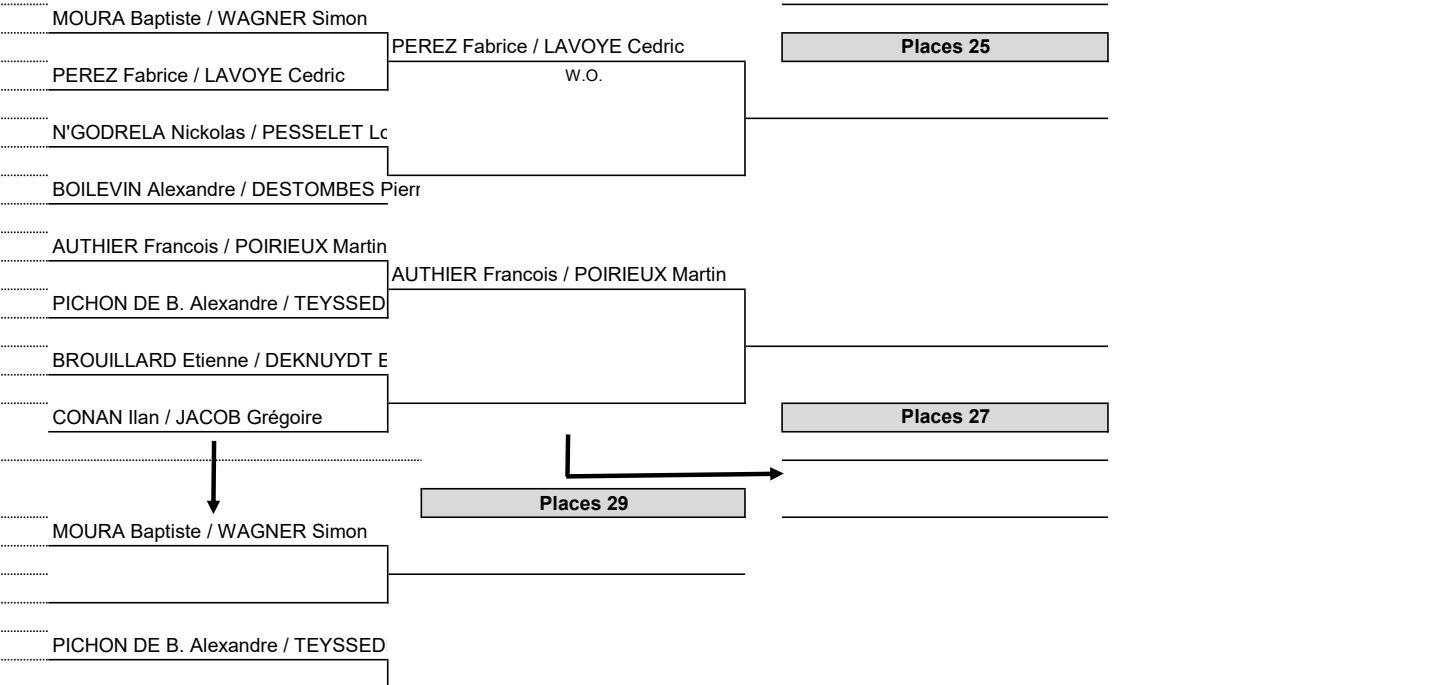 MOURA Baptiste / WAGNER Simon
PEREZ Fabrice / LAVOYE Cedric
Places 25
PEREZ Fabrice / LAVOYE Cedric
W.O.
N'GODRELA Nickolas / PESSELET Lo
BOILEVIN Alexandre / DESTOMBES Pierr
AUTHIER Francois / POIRIEUX Martin
AUTHIER Francois / POIRIEUX Martin
PICHON DE B. Alexandre / TEYSSED
BROUILLARD Etienne / DEKNUYDT E
CONAN Ilan / JACOB Grégoire
Places 27
Places 29
MOURA Baptiste / WAGNER Simon
PICHON DE B. Alexandre / TEYSSED